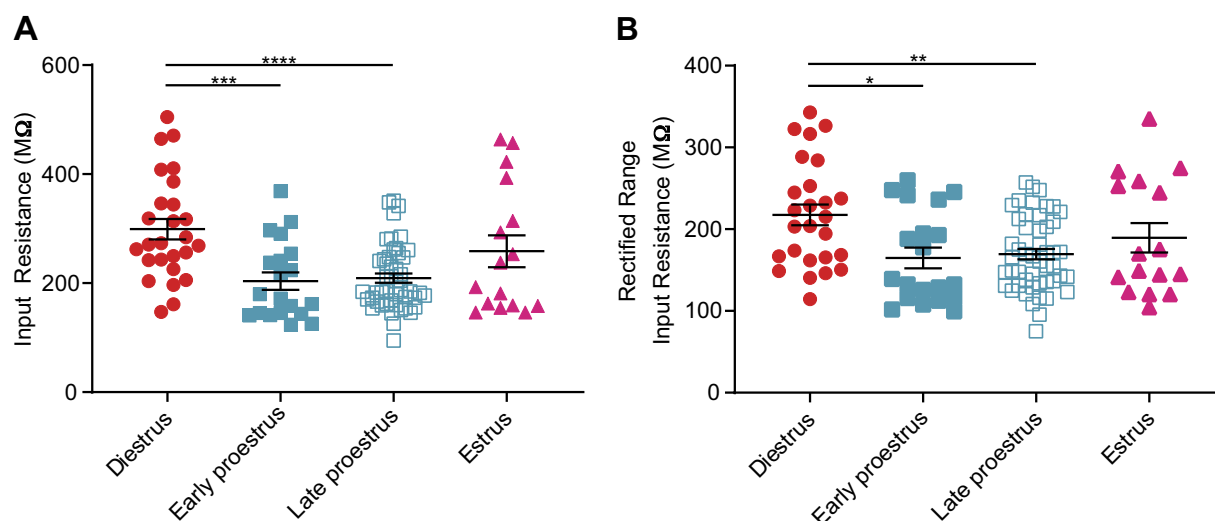 A
Input Resistance (MΩ)
600
400
200
0
***
****
Diestrus
Early proestrus
Late proestrus
Estrus
B
Rectified Range
Input Resistance (MΩ)
400
300
200
100
0
*
**
Diestrus
Early proestrus
Late proestrus
Estrus